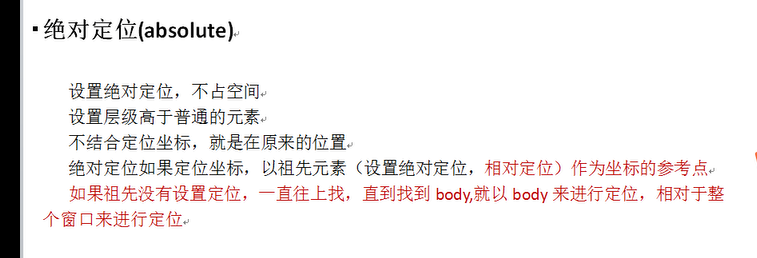 ▪绝对定位(absolute)
设置绝对定位，不占空间
设置层级高于普通的元素
不结合定位坐标，就是在原来的位置
绝对定位如果定位坐标，以祖先元素（设置绝对定位，相对定位）作为坐标的参考点
如果祖先没有设置定位，一直往上找，直到找到 body,就以 body 来进行定位，相对于整
个窗口来进行定位